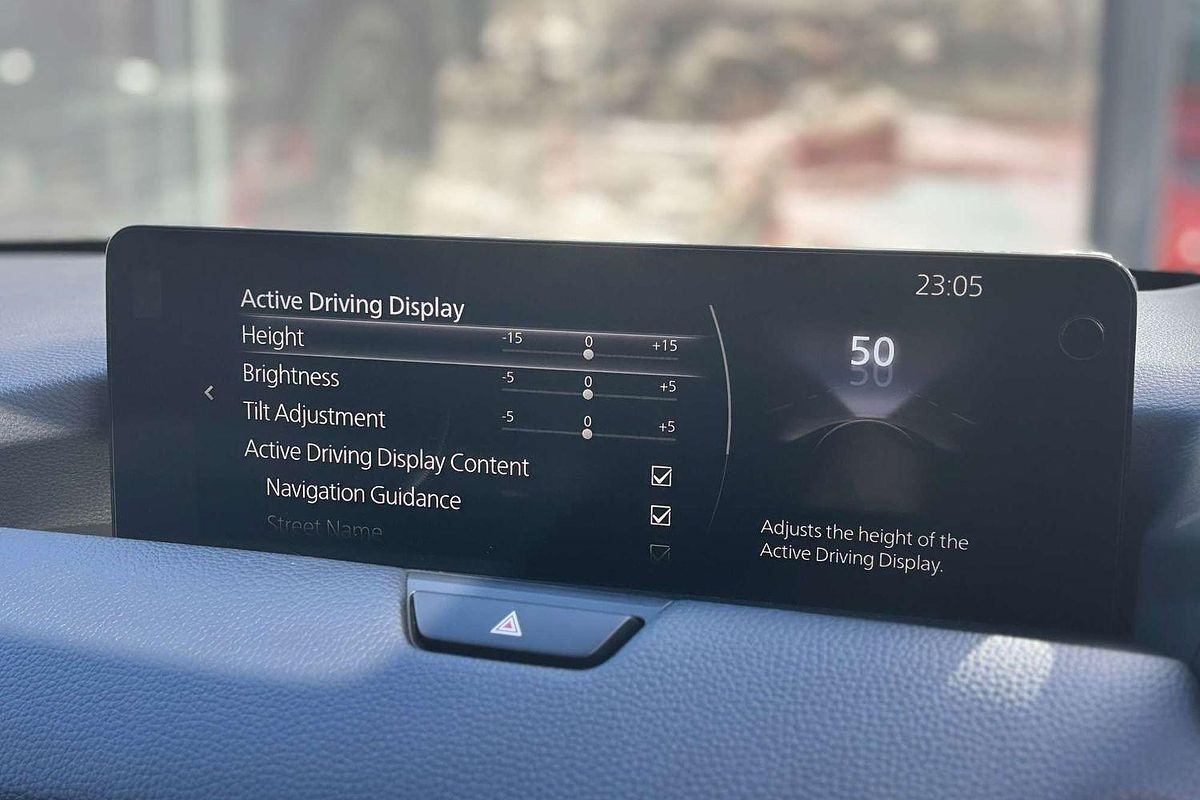 23:05
Active Driving Display
Height -15 0 +15
Brightness -5 0 +5
Tilt Adjustment -5 0 +5
Active Driving Display Content
Navigation Guidance
Street Name
50
50
Adjusts the height of the
Active Driving Display.